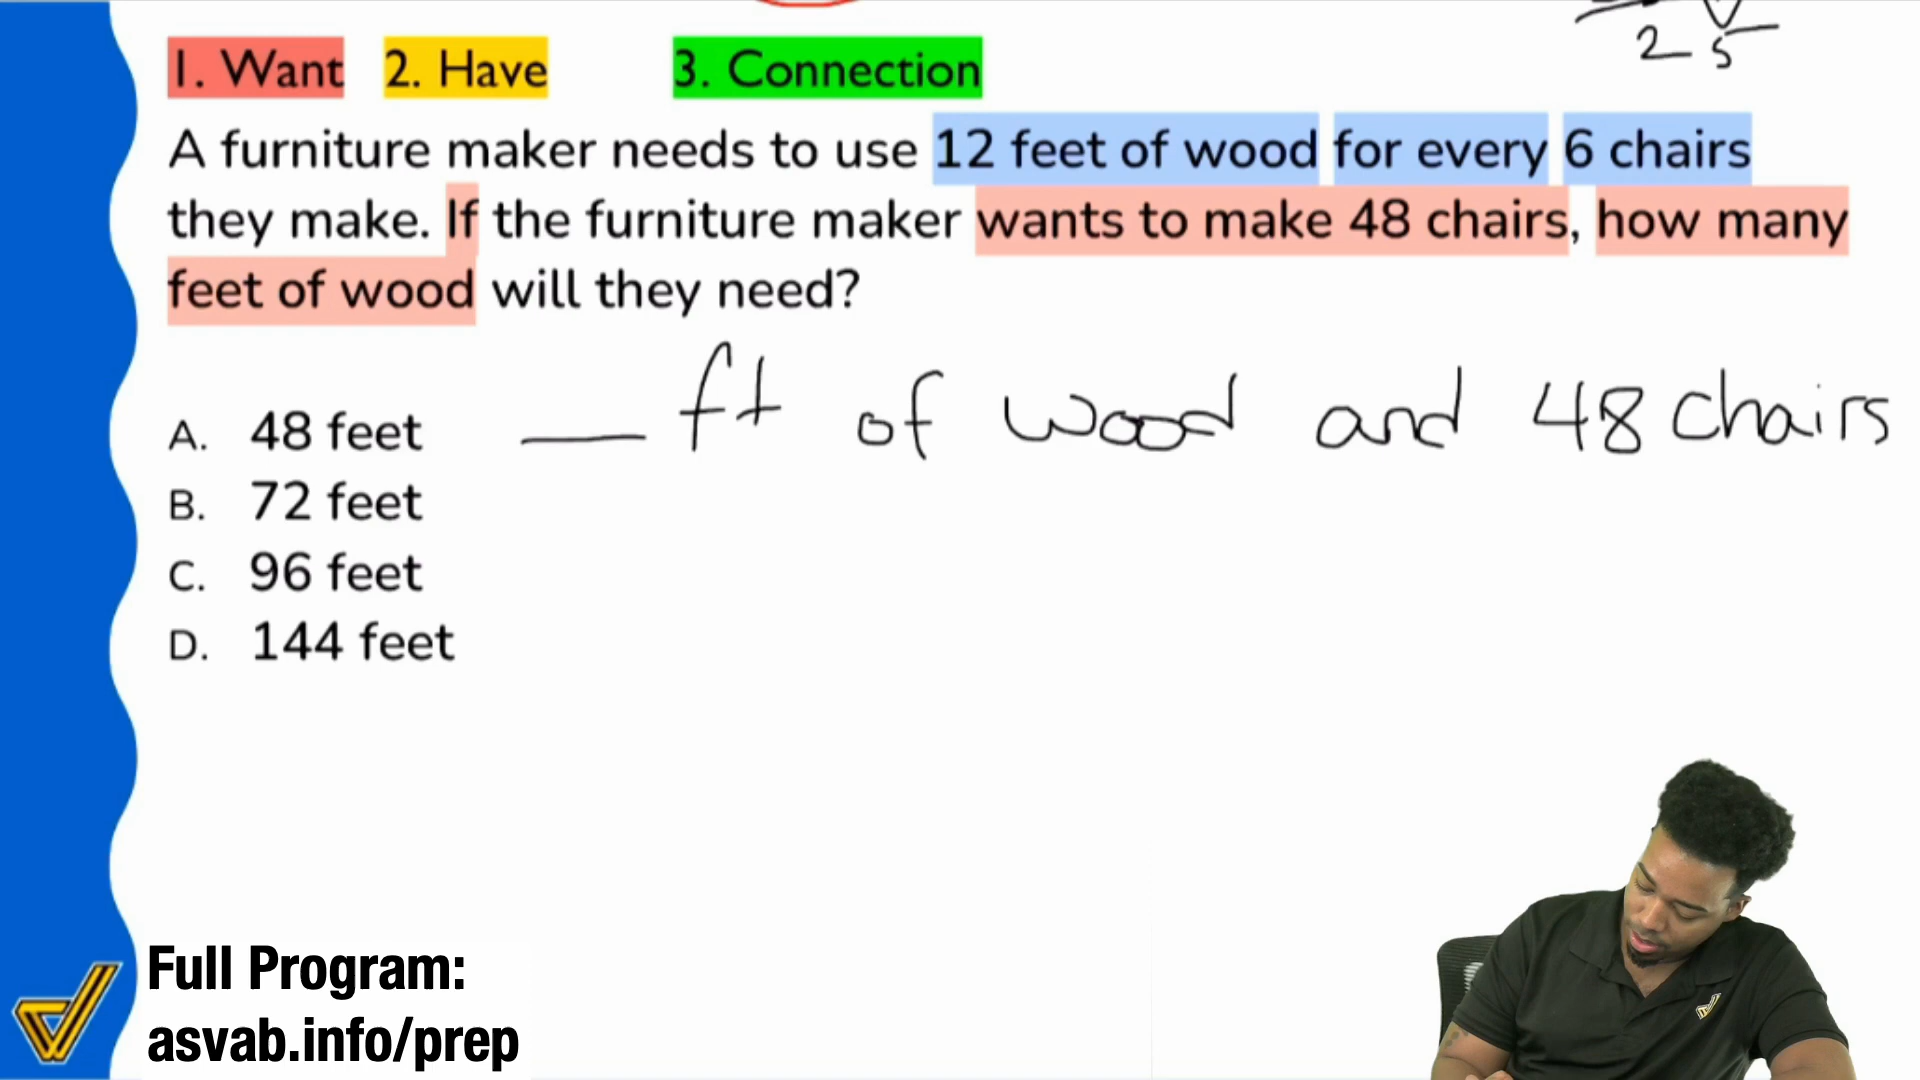 2 5
1. Want 2. Have 3. Connection
A furniture maker needs to use 12 feet of wood for every 6 chairs
they make. If the furniture maker wants to make 48 chairs, how many
feet of wood will they need?
A. 48 feet
__ ft of wood and 48 chairs
B. 72 feet
C. 96 feet
D. 144 feet
Full Program:
asvab.info/prep